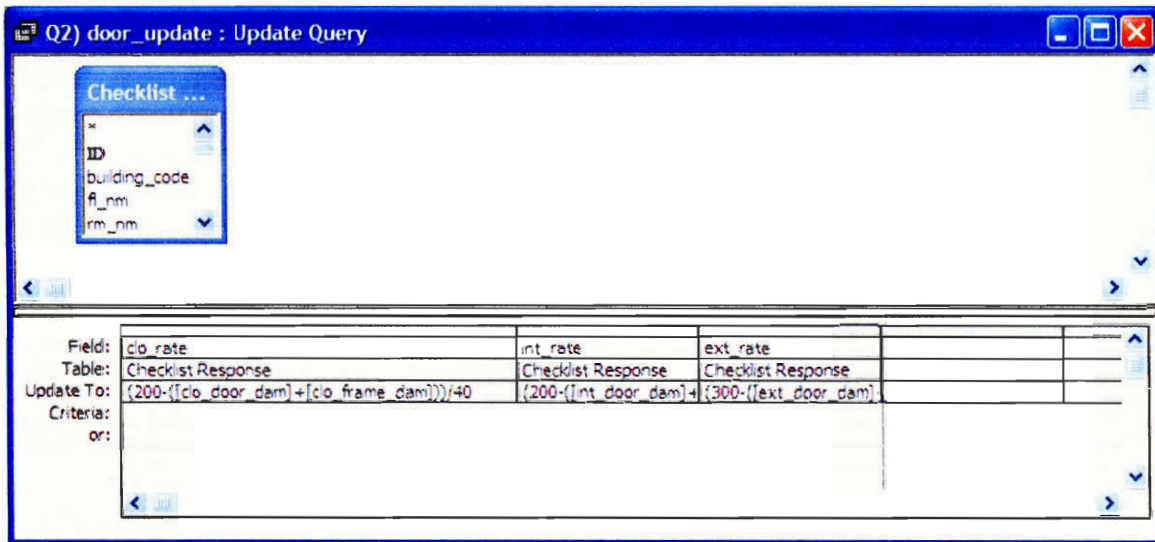 Q2) door_update : Update Query
Checklist ...
*
ID
building_code
fl_nm
rm_nm
Field: clo_rate int_rate ext_rate
Table: Checklist Response Checklist Response Checklist Response
Update To: (200-([clo_door_dam]+[clo_frame_dam]))/40 (200-([int_door_dam]+ (300-([ext_door_dam]
Criteria:
or: